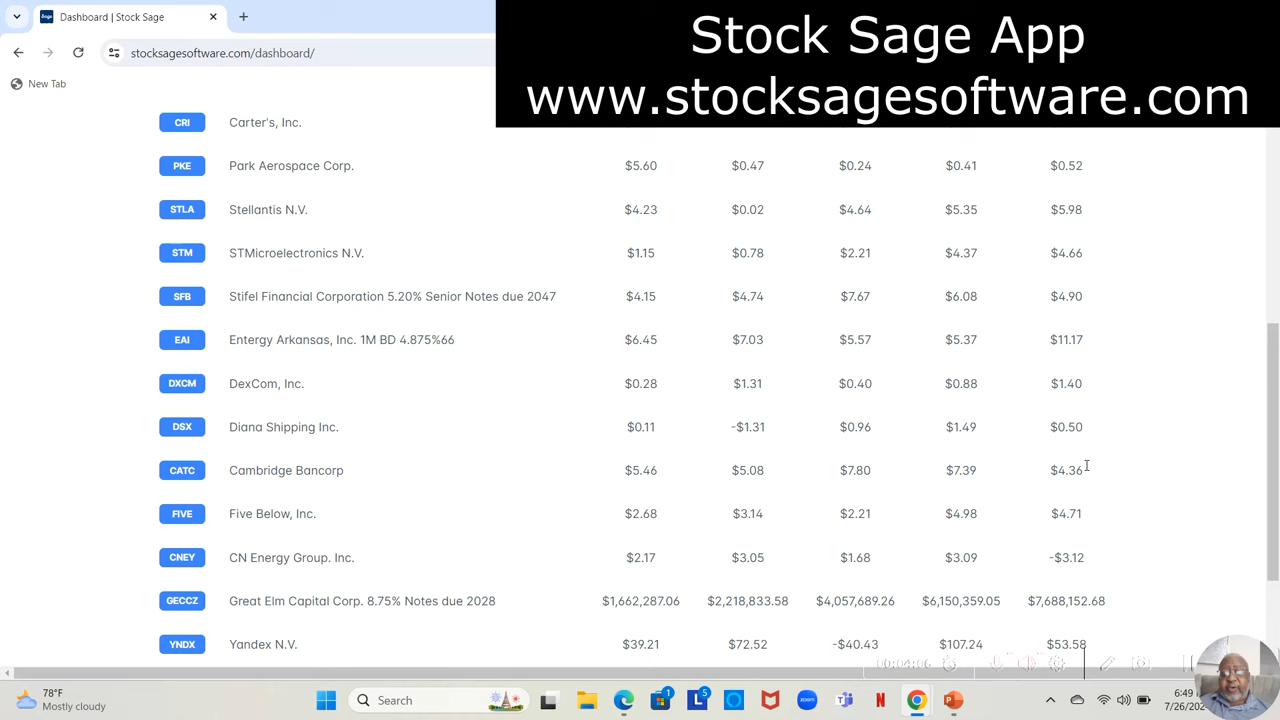 Dashboard | Stock Sage
Stock Sage App
stocksagesoftware.com/dashboard/
www.stocksagesoftware.com
New Tab
CRI Carter's, Inc.
PKE Park Aerospace Corp. $5.60 $0.47 $0.24 $0.41 $0.52
STLA Stellantis N.V. $4.23 $0.02 $4.64 $5.35 $5.98
STM STMicroelectronics N.V. $1.15 $0.78 $2.21 $4.37 $4.66
SFB Stifel Financial Corporation 5.20% Senior Notes due 2047 $4.15 $4.74 $7.67 $6.08 $4.90
EAI Entergy Arkansas, Inc. 1M BD 4.875%66 $6.45 $7.03 $5.57 $5.37 $11.17
DXCM DexCom, Inc. $0.28 $1.31 $0.40 $0.88 $1.40
DSX Diana Shipping Inc. $0.11 -$1.31 $0.96 $1.49 $0.50
CATC Cambridge Bancorp $5.46 $5.08 $7.80 $7.39 $4.36
FIVE Five Below, Inc. $2.68 $3.14 $2.21 $4.98 $4.71
CNEY CN Energy Group. Inc. $2.17 $3.05 $1.68 $3.09 -$3.12
GECCZ Great Elm Capital Corp. 8.75% Notes due 2028 $1,662,287.06 $2,218,833.58 $4,057,689.26 $6,150,359.05 $7,688,152.68
YNDX Yandex N.V. $39.21 $72.52 -$40.43 $107.24 $53.58
00:04:06
78°F
Mostly cloudy
Search
1
5
zoom
6:49
7/26/202